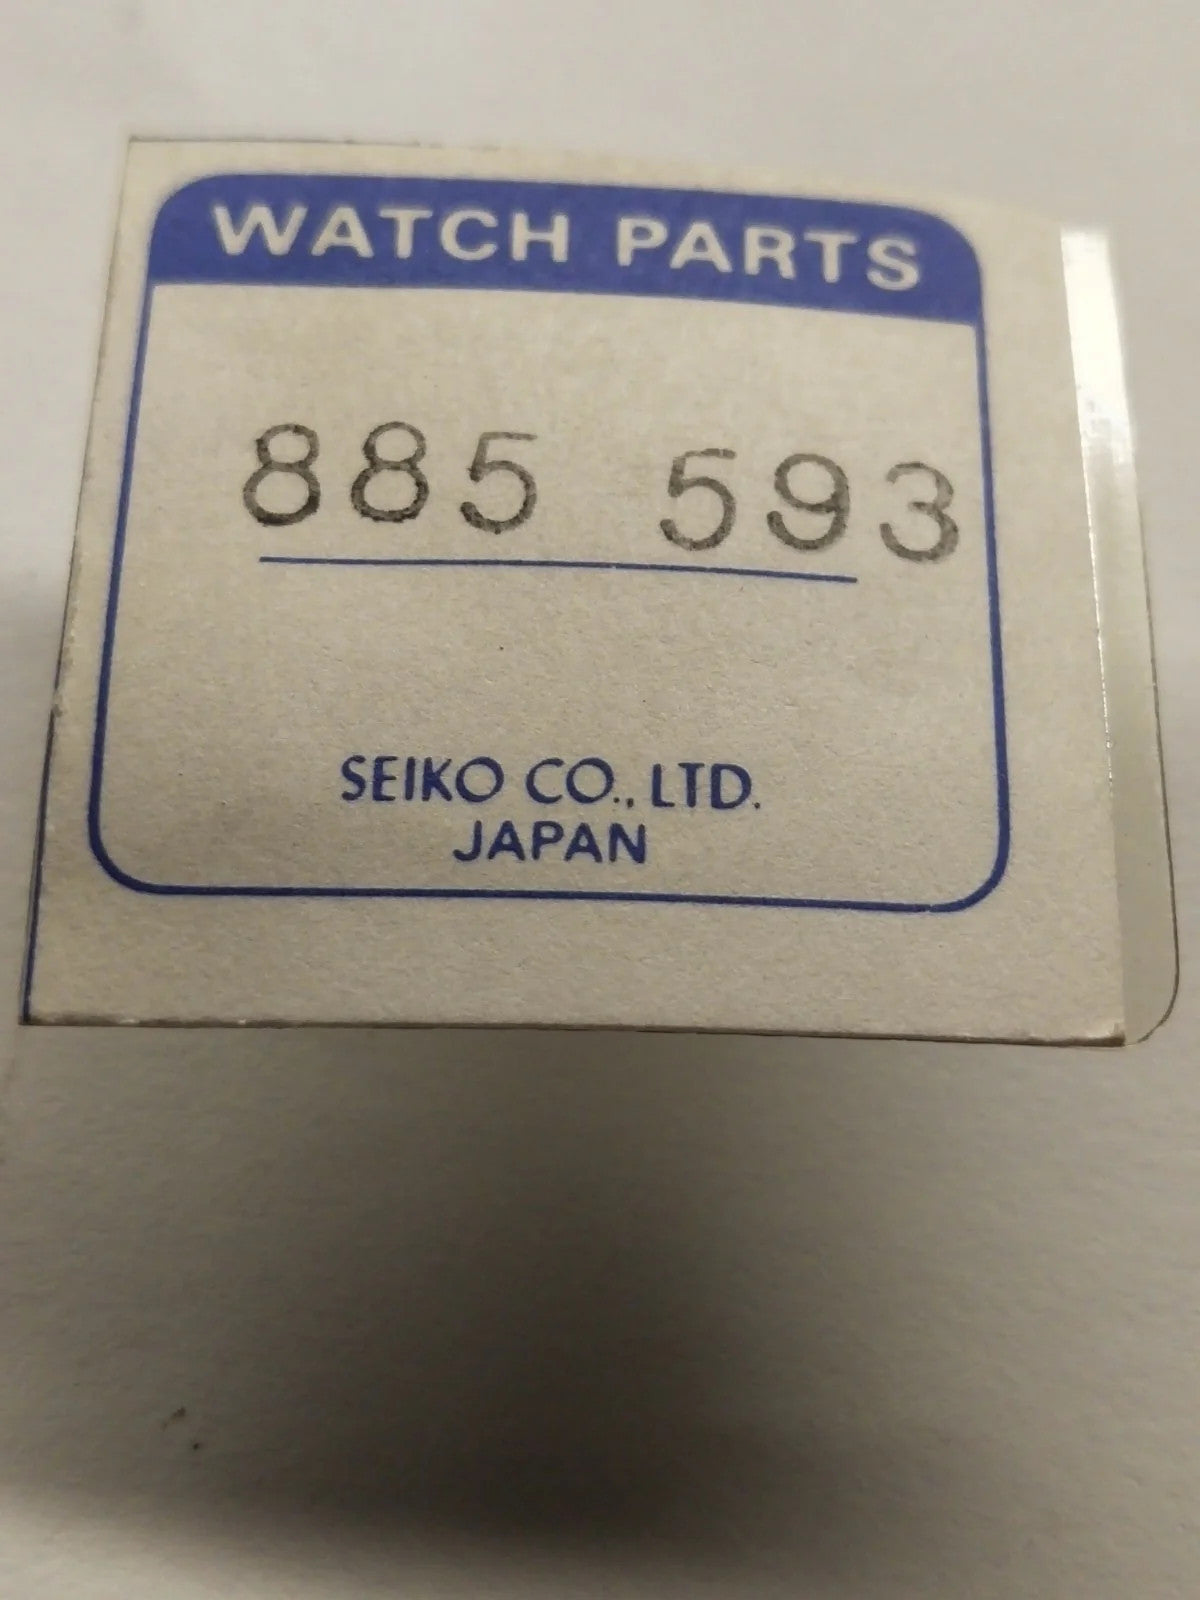 WATCH PARTS
885 593
SEIKO CO., LTD.
JAPAN